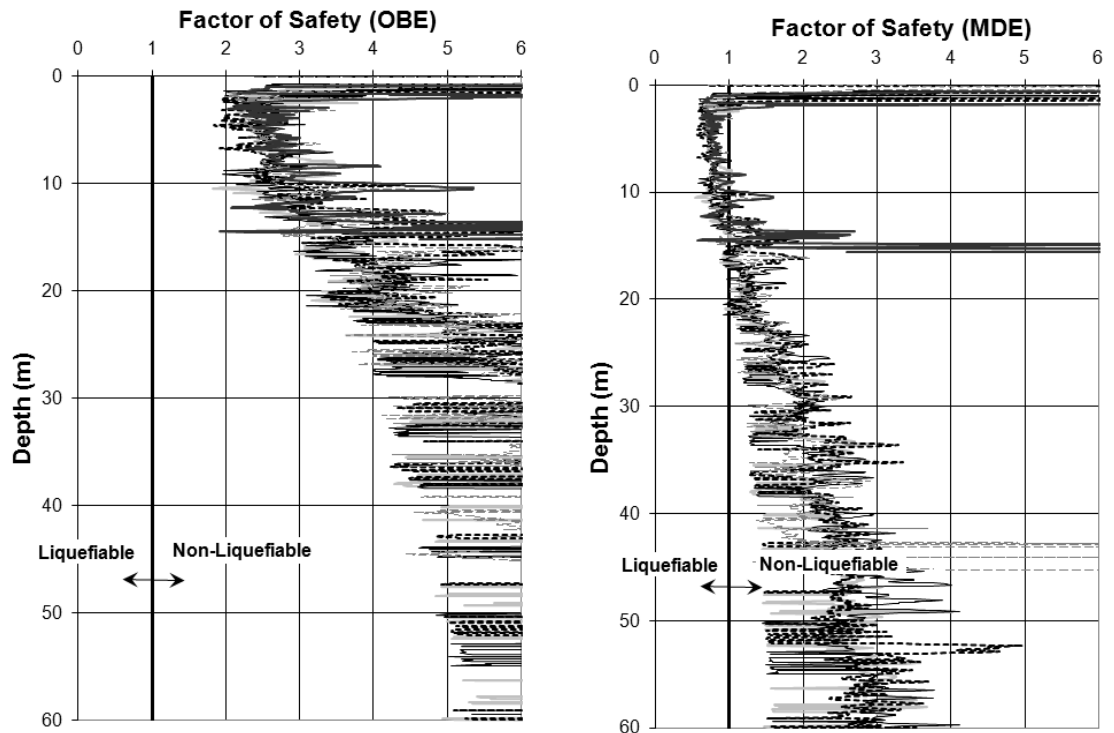 Factor of Safety (OBE)
0 1 2 3 4 5 6
0
10
20
30
40
50
60
Depth (m)
Liquefiable
Non-Liquefiable
Factor of Safety (MDE)
0 1 2 3 4 5 6
0
10
20
30
40
50
60
Depth (m)
Liquefiable
Non-Liquefiable